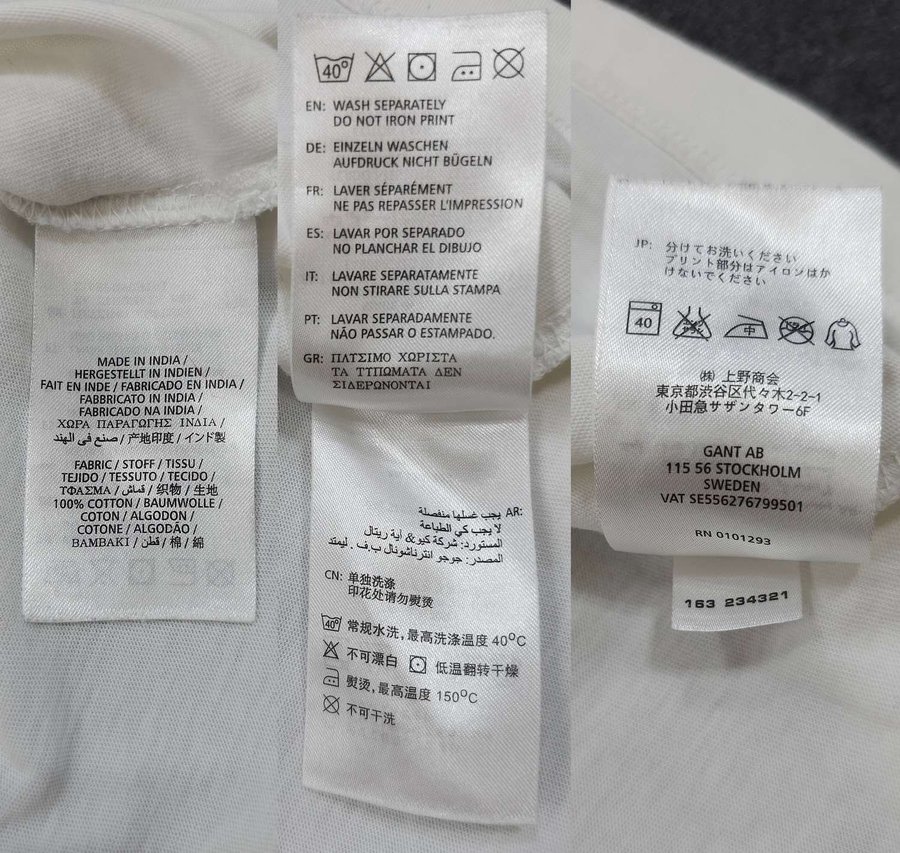 MADE IN INDIA /
HERGESTELLT IN INDIEN /
FAIT EN INDE / FABRICADO EN INDIA /
FABBRICATO IN INDIA /
FABRICADO NA INDIA /
ΧΩΡΑ ΠΑΡΑΓΩΓΗΣ ΙΝΔΙΑ /
صنع في الهند / 产地印度 / インド製
FABRIC / STOFF / TISSU /
TEJIDO / TESSUTO / TECIDO /
ΤΦΑΣΜΑ / قماش / 织物 / 生地
100% COTTON / BAUMWOLLE /
COTON / ALGODON /
COTONE / ALGODÃO /
ΒΑΜΒΑΚΙ / قطن / 棉 / 綿
40°
EN: WASH SEPARATELY
DO NOT IRON PRINT
DE: EINZELN WASCHEN
AUFDRUCK NICHT BÜGELN
FR: LAVER SÉPARÉMENT
NE PAS REPASSER L'IMPRESSION
ES: LAVAR POR SEPARADO
NO PLANCHAR EL DIBUJO
IT: LAVARE SEPARATAMENTE
NON STIRARE SULLA STAMPA
PT: LAVAR SEPARADAMENTE
NÃO PASSAR O ESTAMPADO.
GR: ΠΛΤΣΙΜΟ ΧΩΡΙΣΤΑ
ΤΑ ΤΥΠΩΜΑΤΑ ΔΕΝ
ΣΙΔΕΡΩΝΟΝΤΑΙ
AR: يجب غسلها منفصلة
لا يجب كي الطباعة
المستورد: شركة كيو& أية ريتال
المصدر: جوجو انترناشونال ب.ف. ليمتد
CN: 单独洗涤
印花处请勿熨烫
40° 常规水洗,最高洗涤温度 40°C
不可漂白 低温翻转干燥
熨烫,最高温度 150°C
不可干洗
JP: 分けてお洗いください
プリント部分はアイロンはか
けないでください
40 中
㈱ 上野商会
東京都渋谷区代々木2-2-1
小田急サザンタワー6F
GANT AB
115 56 STOCKHOLM
SWEDEN
VAT SE556276799501
RN 0101293
163 234321